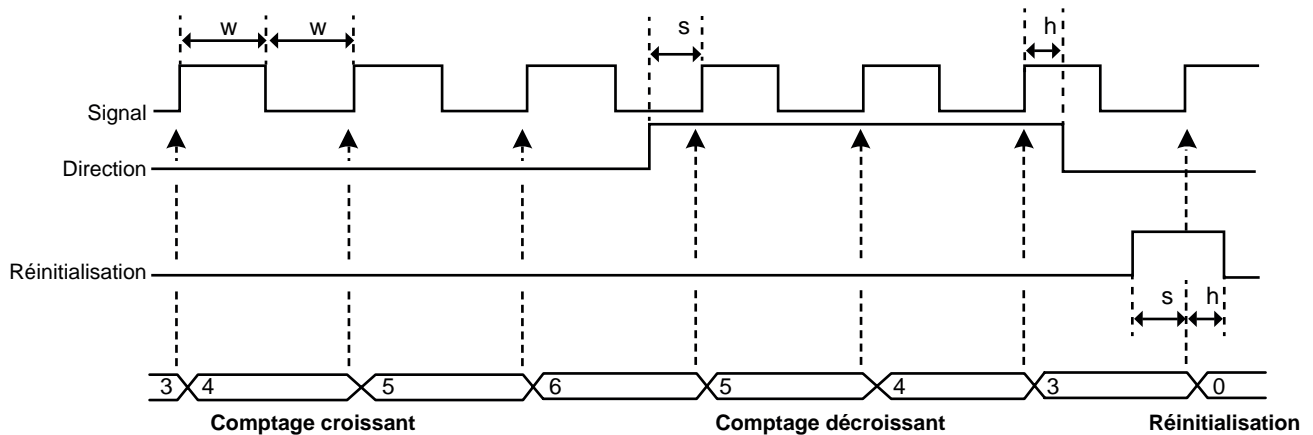 w w s h
Signal
Direction
Réinitialisation
s h
3 4 5 6 5 4 3 0
Comptage croissant Comptage décroissant Réinitialisation